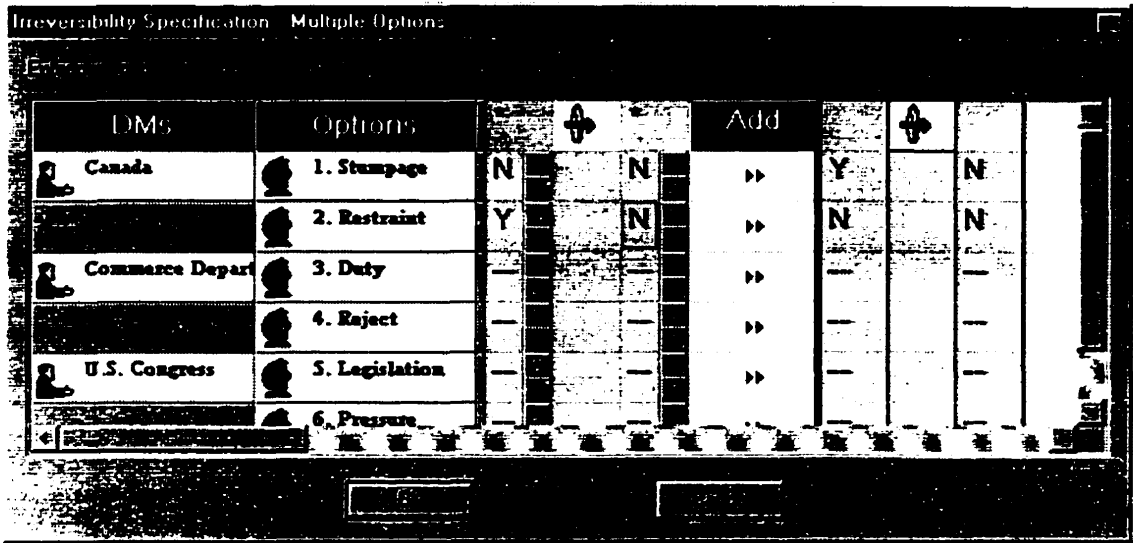 Irreversibility Specification - Multiple Options
DMs Options Add
Canada 1. Stumpage N N Y N
2. Restraint Y N N N
Commerce Depart 3. Duty — — — —
4. Reject — — — —
U.S. Congress 5. Legislation — — — —
6. Pressure — — — —